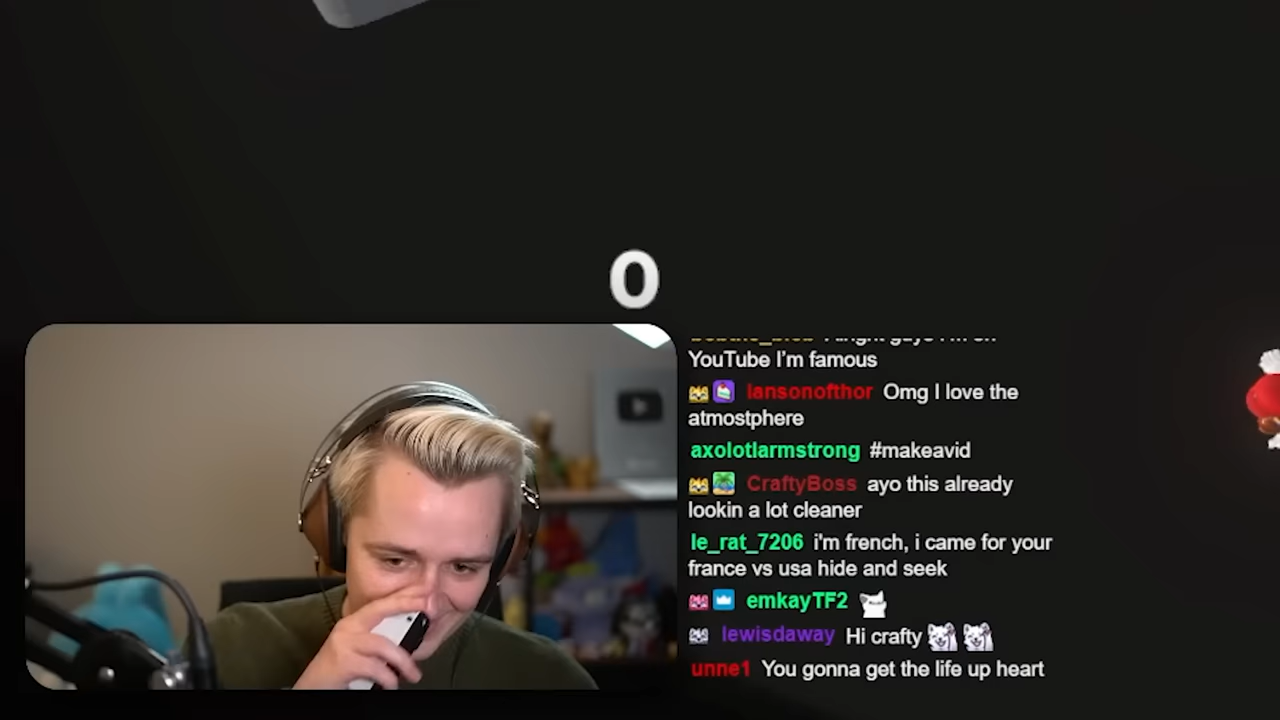 0
YouTube I'm famous
lansonofthor Omg I love the
atmostphere
axolotlarmstrong #makeavid
CraftyBoss ayo this already
lookin a lot cleaner
le_rat_7206 i'm french, i came for your
france vs usa hide and seek
emkayTF2
lewisdaway Hi crafty
unne1 You gonna get the life up heart